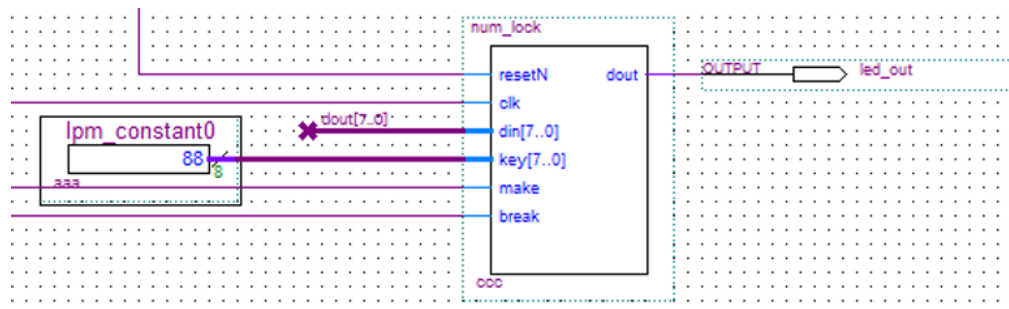 num_lock
resetN dout
OUTPUT led_out
clk
dout[7..0]
din[7..0]
lpm_constant0
88
8
key[7..0]
aaa
make
break
ccc